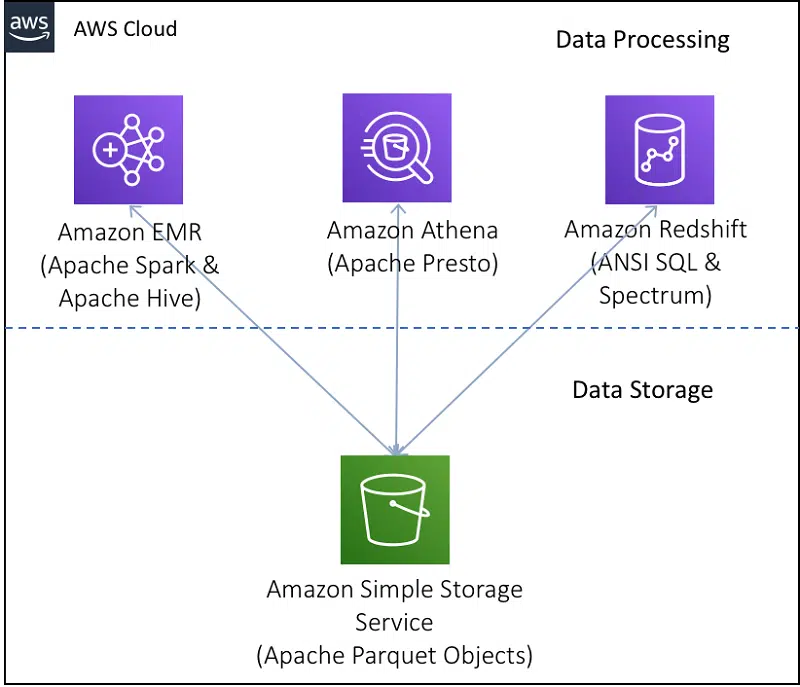 aws
AWS Cloud
Data Processing
Amazon EMR
(Apache Spark &
Apache Hive)
Amazon Athena
(Apache Presto)
Amazon Redshift
(ANSI SQL &
Spectrum)
Data Storage
Amazon Simple Storage
Service
(Apache Parquet Objects)